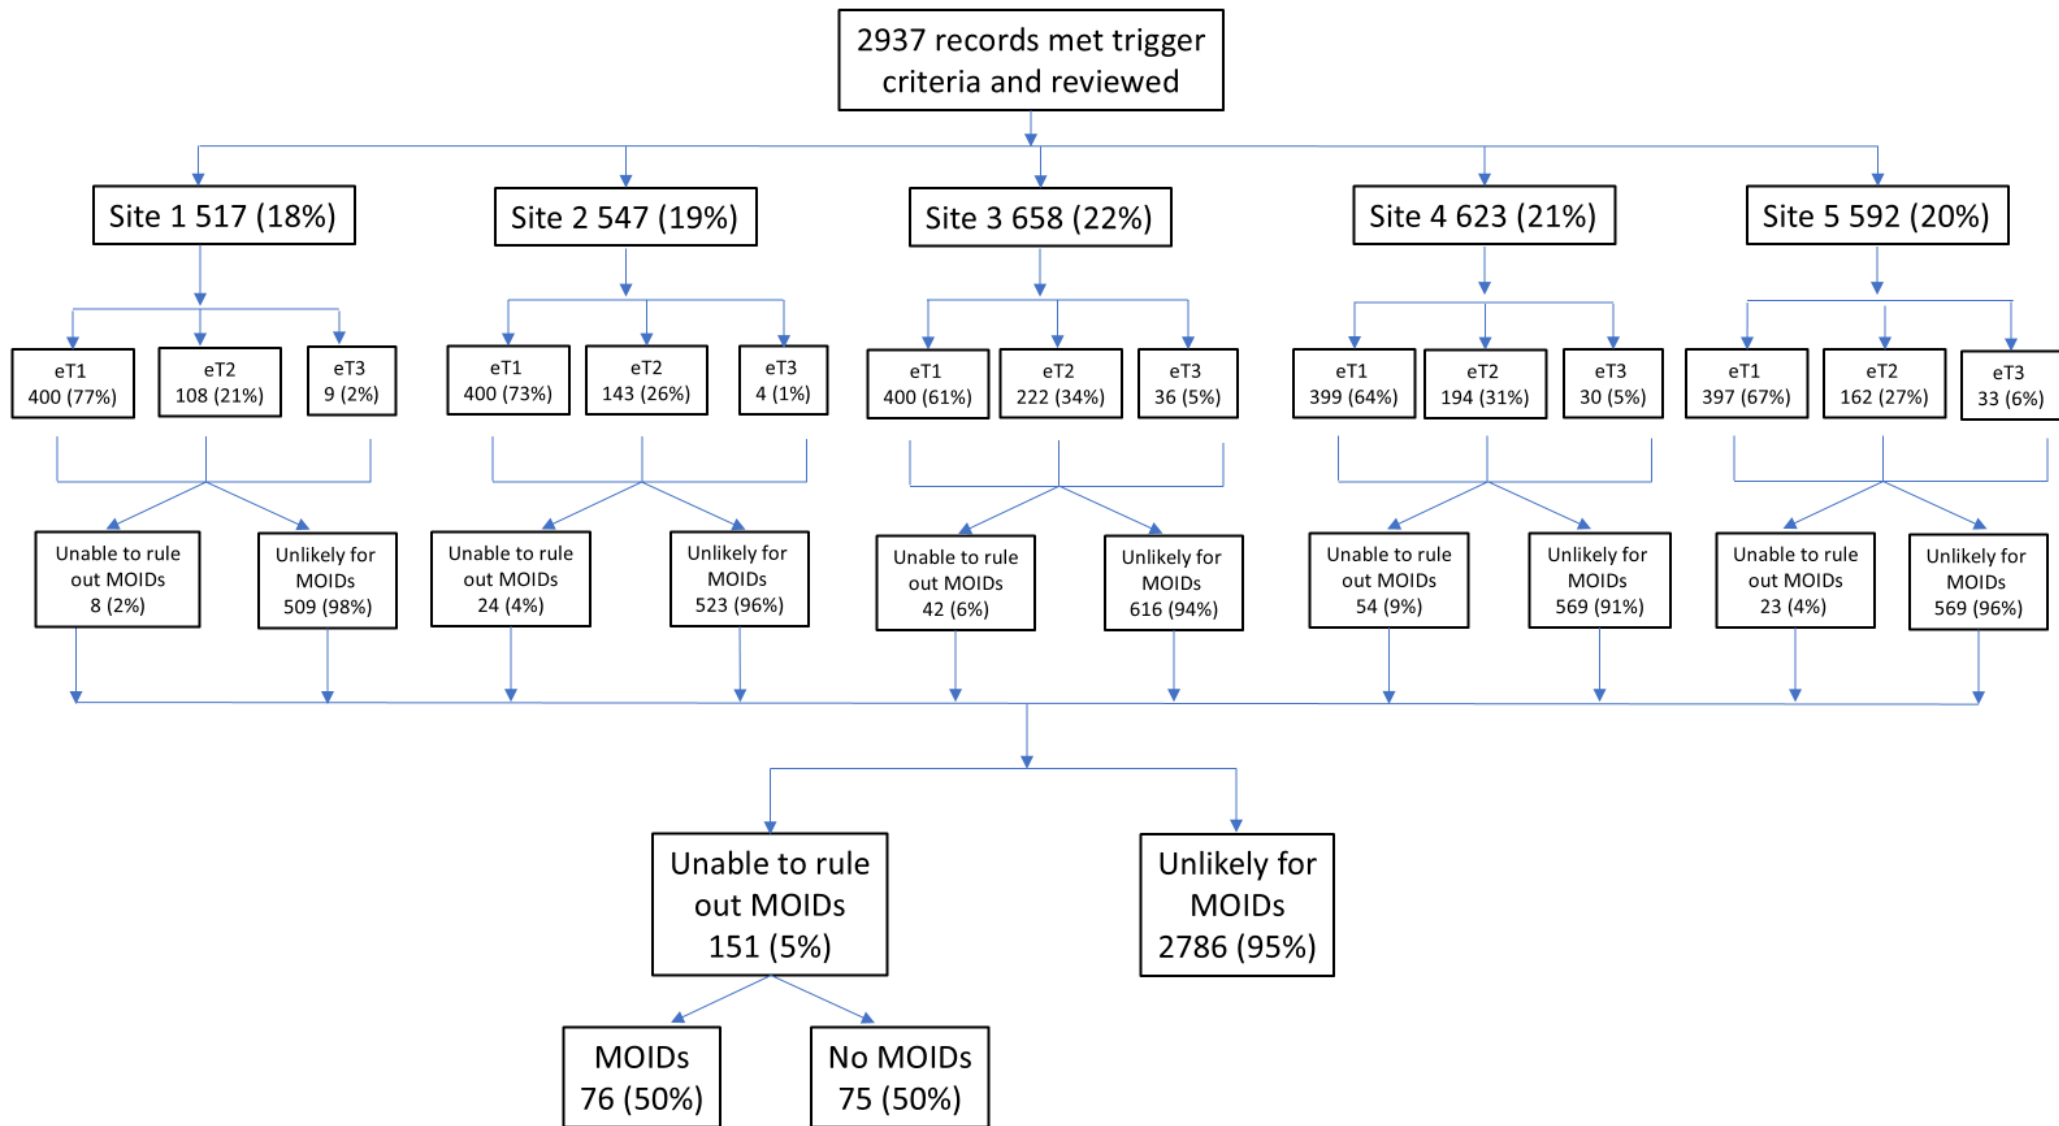 2937 records met trigger
criteria and reviewed
Site 1 517 (18%)
Site 2 547 (19%)
Site 3 658 (22%)
Site 4 623 (21%)
Site 5 592 (20%)
eT1
400 (77%)
eT2
108 (21%)
eT3
9 (2%)
eT1
400 (73%)
eT2
143 (26%)
eT3
4 (1%)
eT1
400 (61%)
eT2
222 (34%)
eT3
36 (5%)
eT1
399 (64%)
eT2
194 (31%)
eT3
30 (5%)
eT1
397 (67%)
eT2
162 (27%)
eT3
33 (6%)
Unable to rule
out MOIDs
8 (2%)
Unlikely for
MOIDs
509 (98%)
Unable to rule
out MOIDs
24 (4%)
Unlikely for
MOIDs
523 (96%)
Unable to rule
out MOIDs
42 (6%)
Unlikely for
MOIDs
616 (94%)
Unable to rule
out MOIDs
54 (9%)
Unlikely for
MOIDs
569 (91%)
Unable to rule
out MOIDs
23 (4%)
Unlikely for
MOIDs
569 (96%)
Unable to rule
out MOIDs
151 (5%)
Unlikely for
MOIDs
2786 (95%)
MOIDs
76 (50%)
No MOIDs
75 (50%)